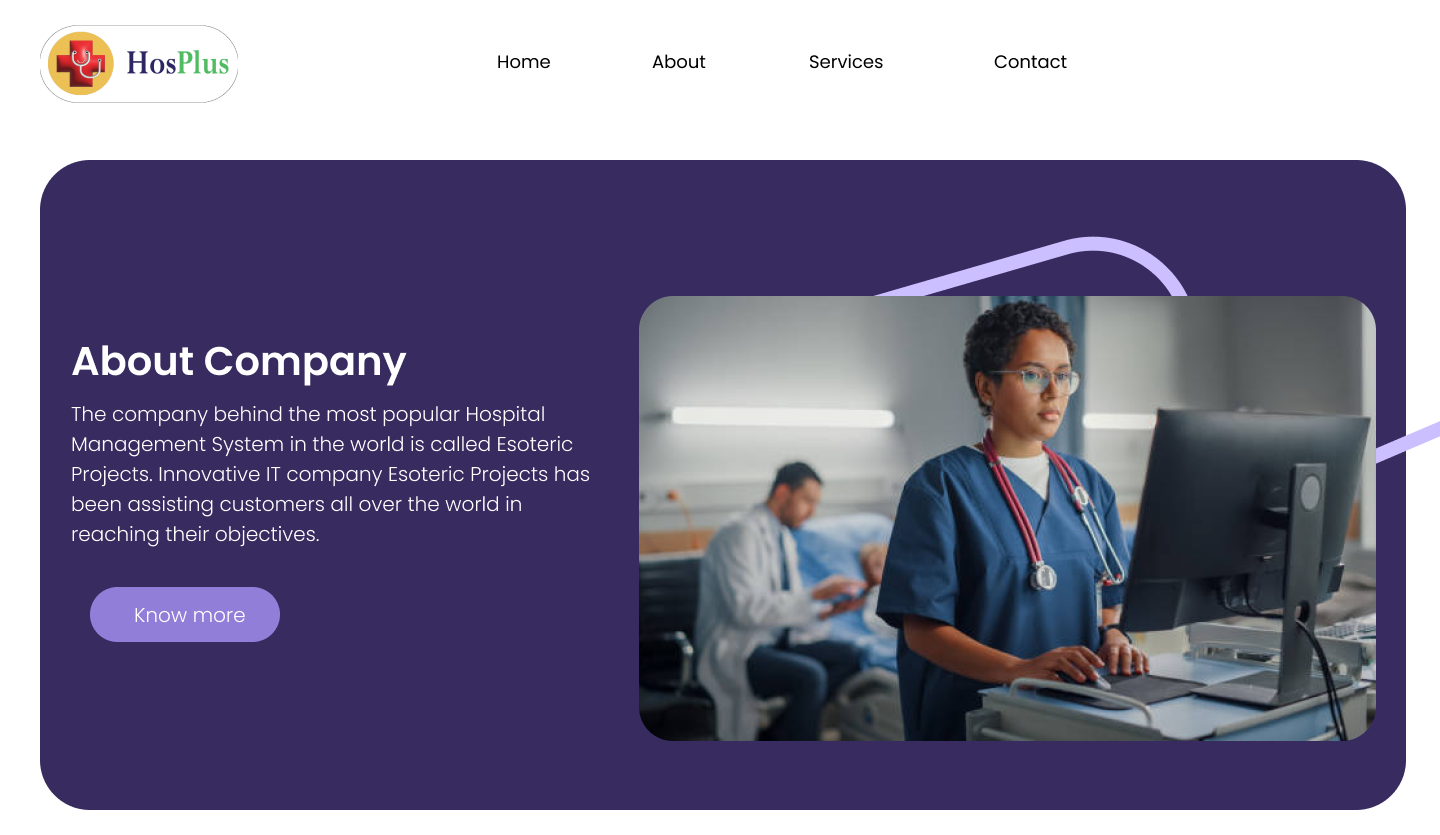 HosPlus
Home About Services Contact
About Company
The company behind the most popular Hospital
Management System in the world is called Esoteric
Projects. Innovative IT company Esoteric Projects has
been assisting customers all over the world in
reaching their objectives.
Know more